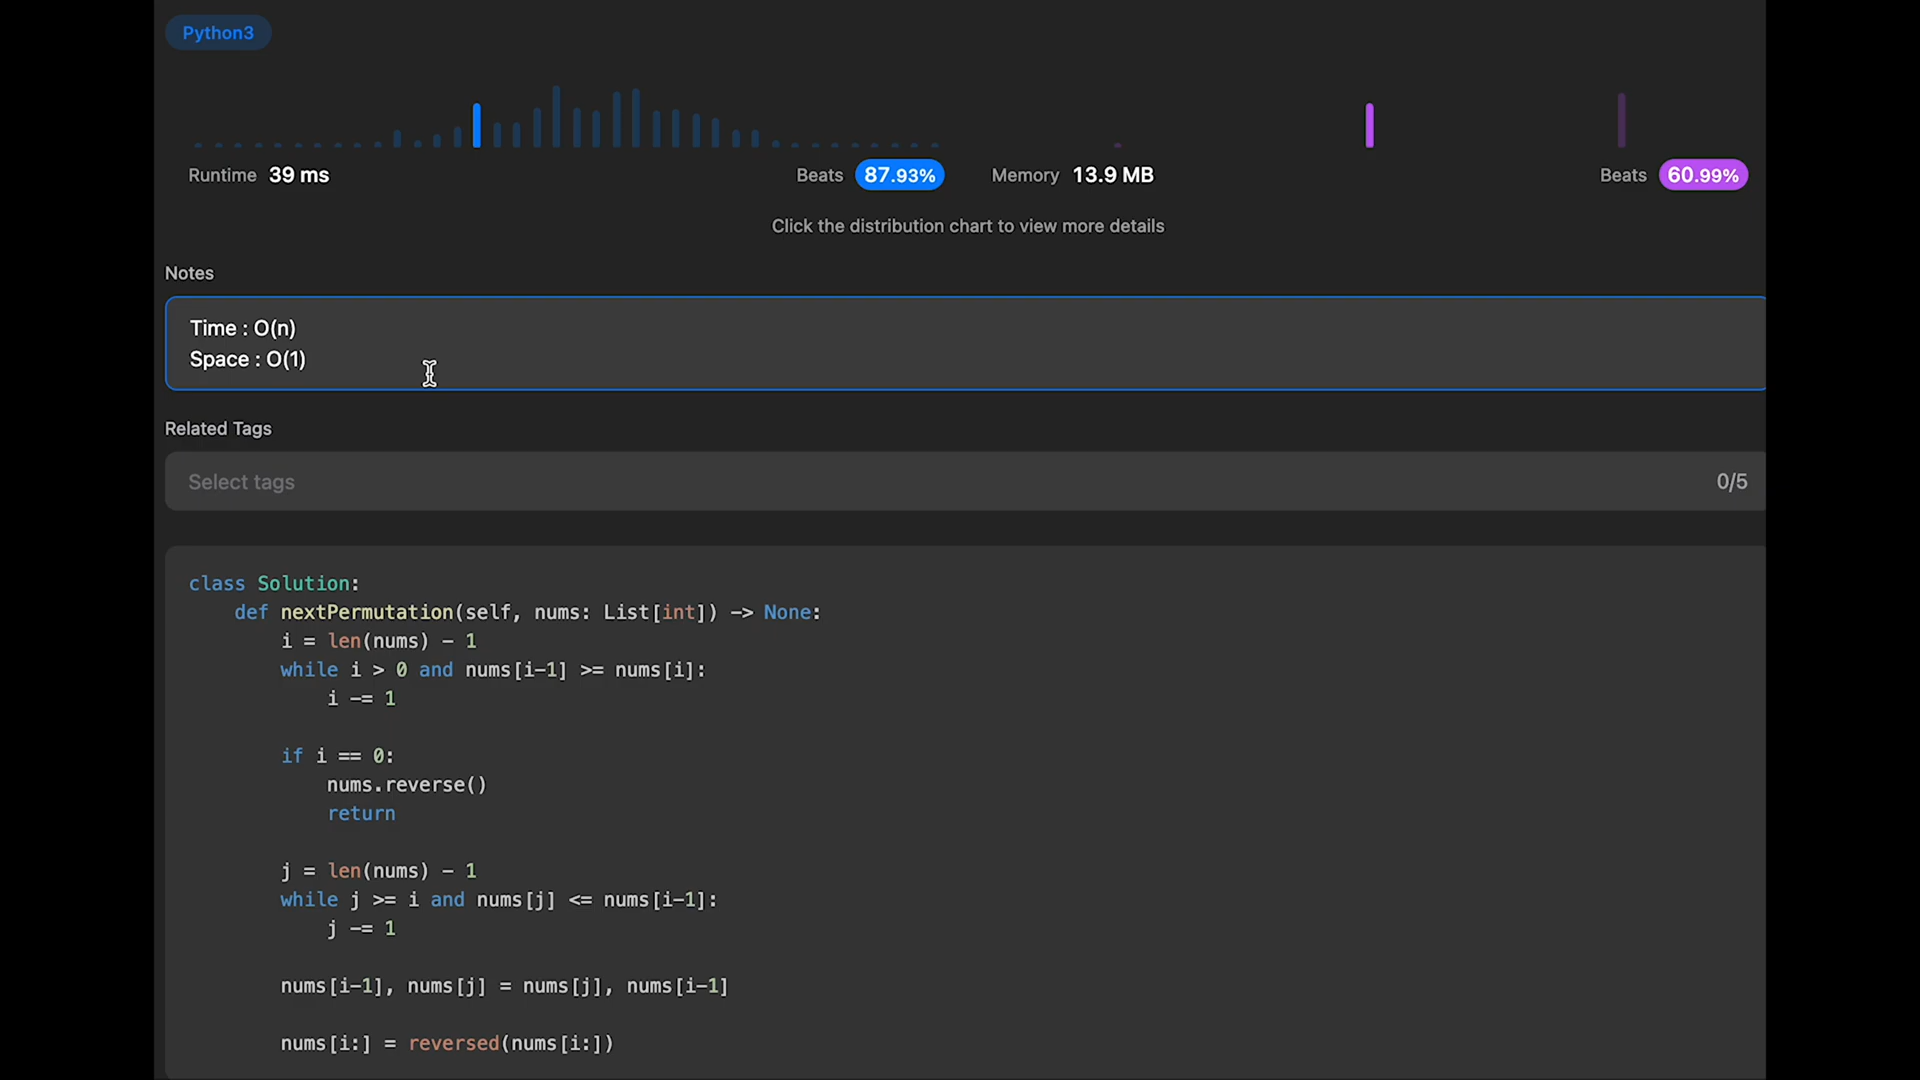 Python3
Runtime 39 ms Beats 87.93% Memory 13.9 MB Beats 60.99%
Click the distribution chart to view more details
Notes
Time : O(n)
Space : O(1)
Related Tags
Select tags 0/5
class Solution:
    def nextPermutation(self, nums: List[int]) -> None:
        i = len(nums) - 1
        while i > 0 and nums[i-1] >= nums[i]:
            i -= 1
        if i == 0:
            nums.reverse()
            return
        j = len(nums) - 1
        while j >= i and nums[j] <= nums[i-1]:
            j -= 1
        nums[i-1], nums[j] = nums[j], nums[i-1]
        nums[i:] = reversed(nums[i:])